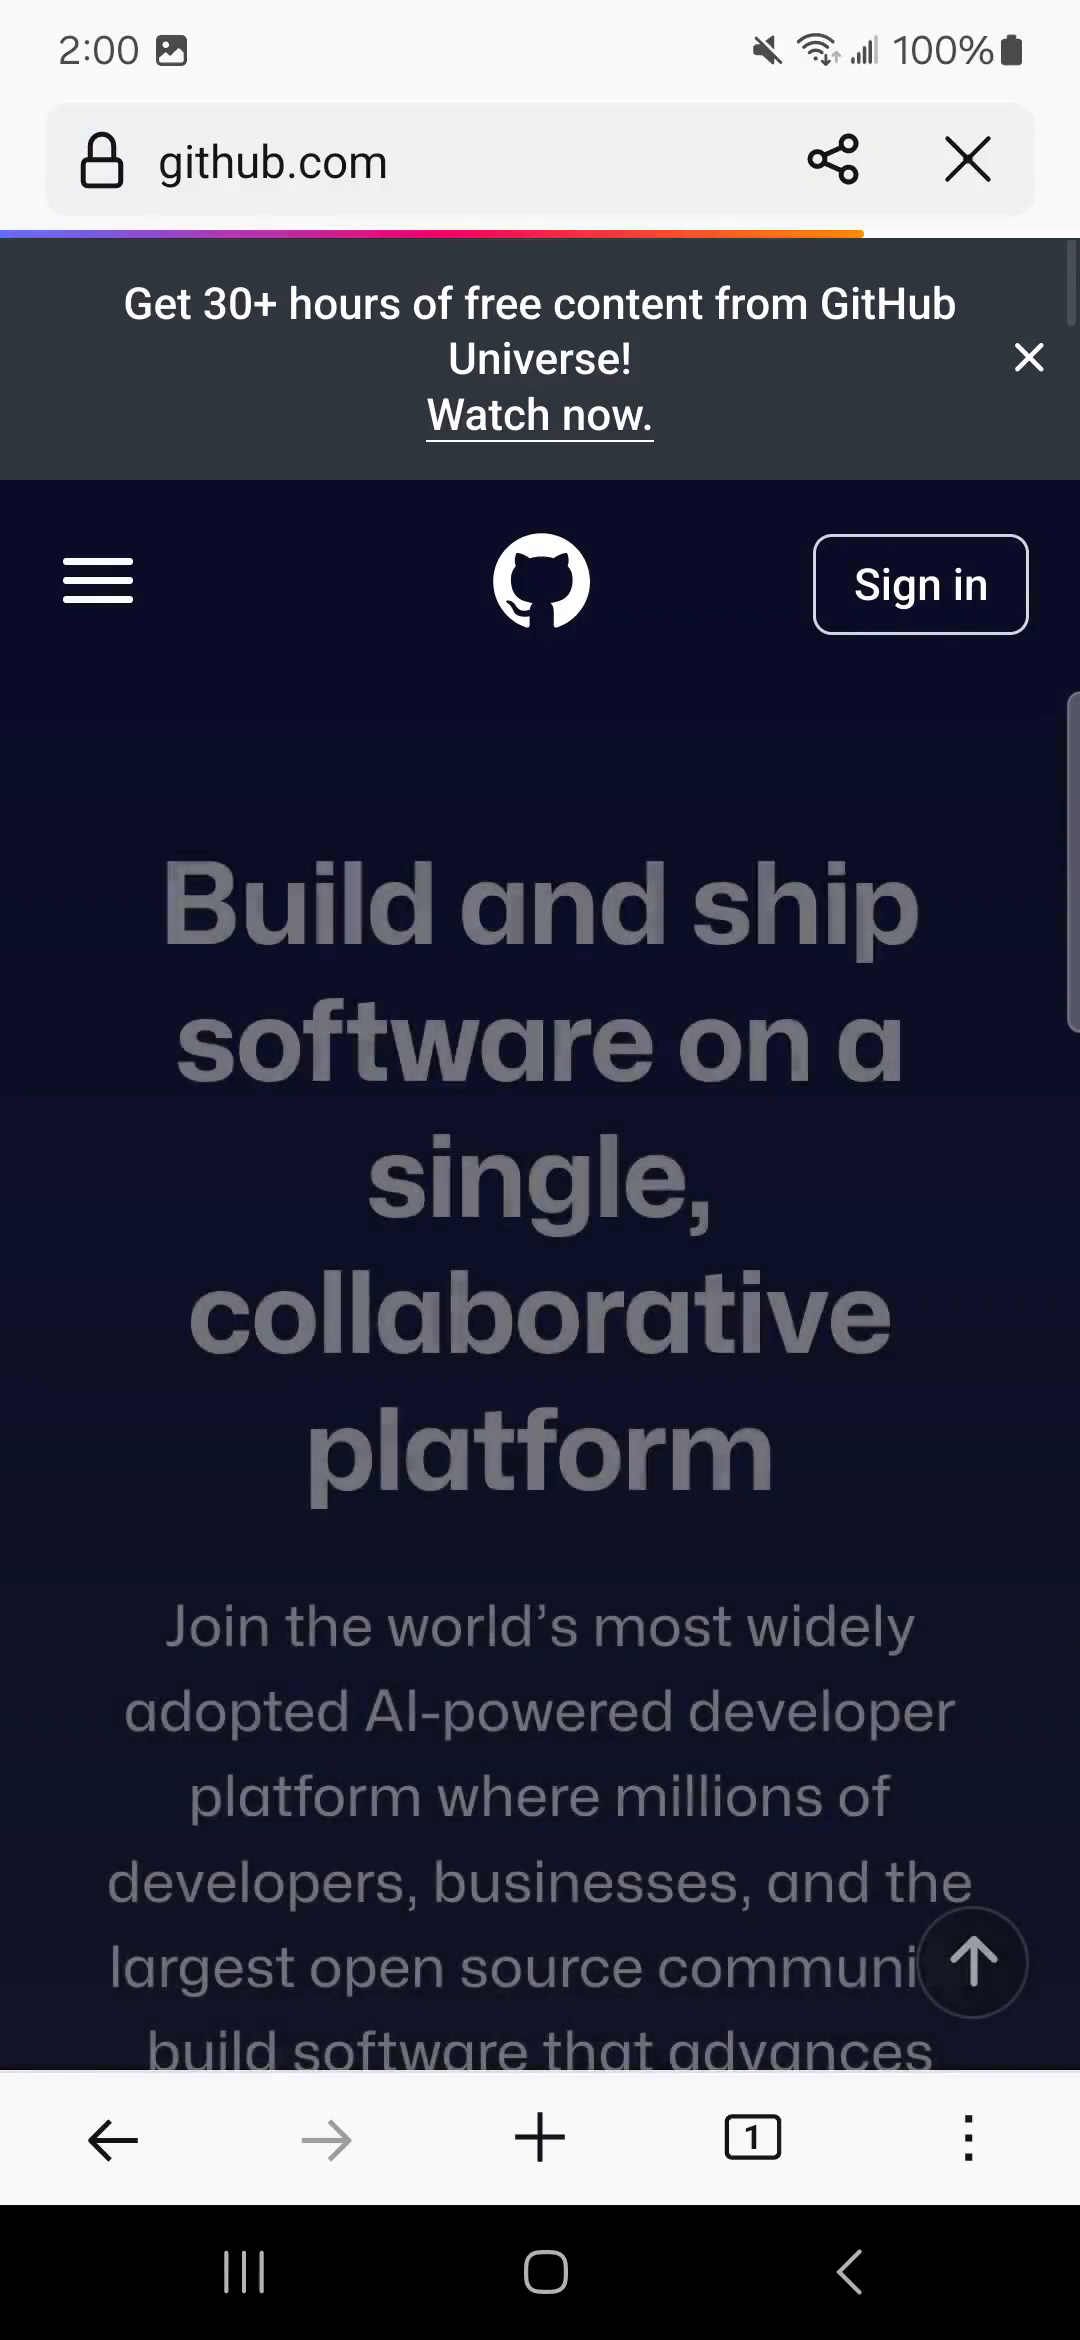 2:00
100%
github.com
Get 30+ hours of free content from GitHub
Universe!
Watch now.
Sign in
Build and ship
software on a
single,
collaborative
platform
Join the world’s most widely
adopted AI-powered developer
platform where millions of
developers, businesses, and the
largest open source communi
build software that advances
1